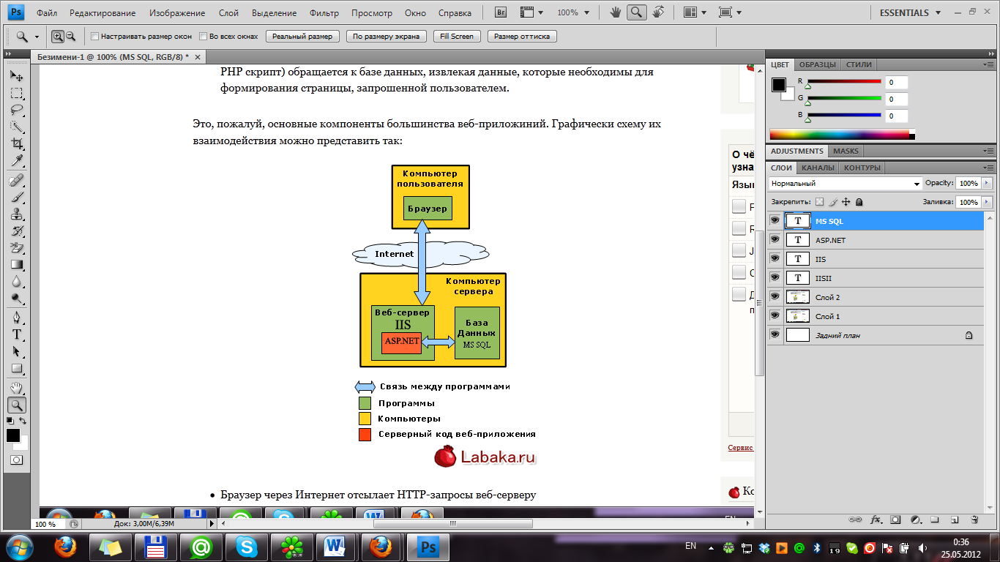 Ps Файл Редактирование Изображение Слой Выделение Фильтр Просмотр Окно Справка Br 100% ESSENTIALS
Настраивать размер окон Во всех окнах Реальный размер По размеру экрана Fill Screen Размер оттиска
Безимени-1 @ 100% (MS SQL, RGB/8) *
PHP скрипт) обращается к базе данных, извлекая данные, которые необходимы для
формирования страницы, запрошенной пользователем.
Это, пожалуй, основные компоненты большинства веб-приложиний. Графически схему их
взаимодействия можно представить так:
Компьютер
пользователя
Браузер
Internet
Компьютер
сервера
Веб-сервер
IIS
ASP.NET
База
Данных
MS SQL
Связь между программами
Программы
Компьютеры
Серверный код веб-приложения
Labaka.ru
Браузер через Интернет отсылает HTTP-запросы веб-серверу
О чё
узна
Язы
Сервис
Ко
EN
100 % Док: 3,00M/6,39M
ЦВЕТ ОБРАЗЦЫ СТИЛИ
R 0
G 0
B 0
ADJUSTMENTS MASKS
СЛОИ КАНАЛЫ КОНТУРЫ
Нормальный Opacity: 100%
Закрепить: Заливка: 100%
T MS SQL
T ASP.NET
T IIS
T IISII
Слой 2
Слой 1
Задний план
fx
EN 19 0:36
25.05.2012